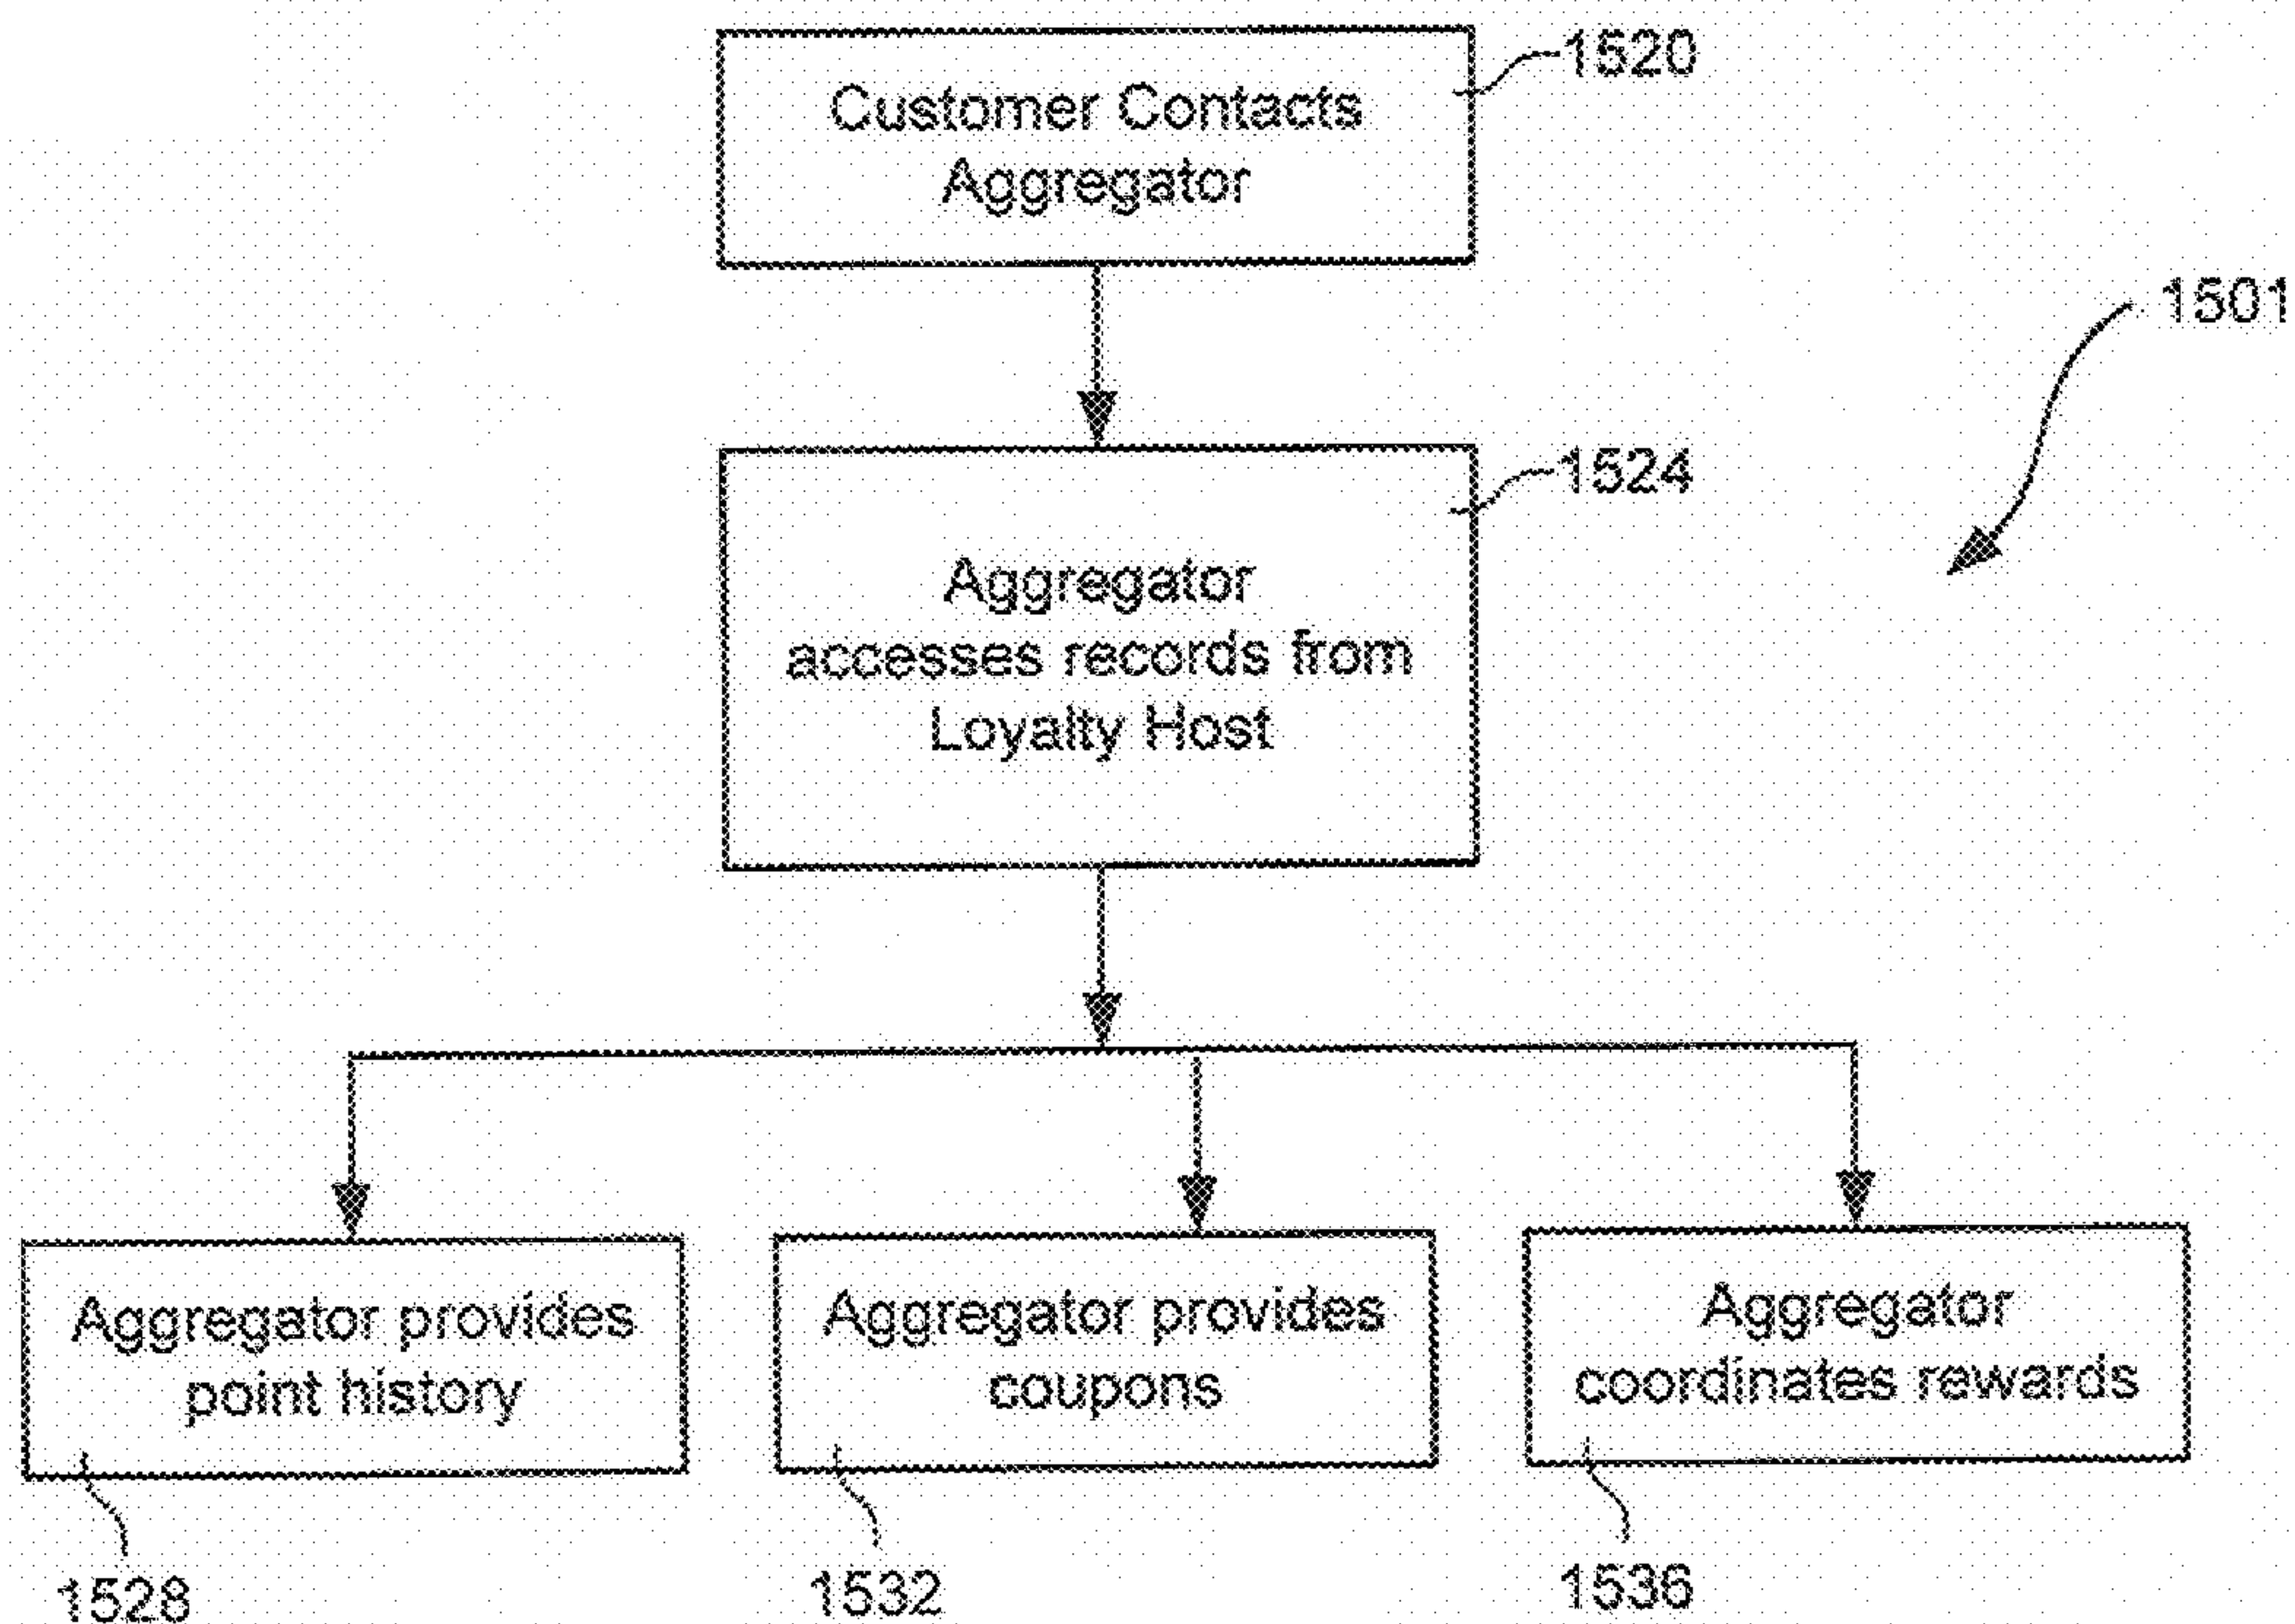 1520
Customer Contacts
Aggregator
1501
1524
Aggregator
accesses records from
Loyalty Host
Aggregator provides
point history
Aggregator provides
coupons
Aggregator
coordinates rewards
1528
1532
1536